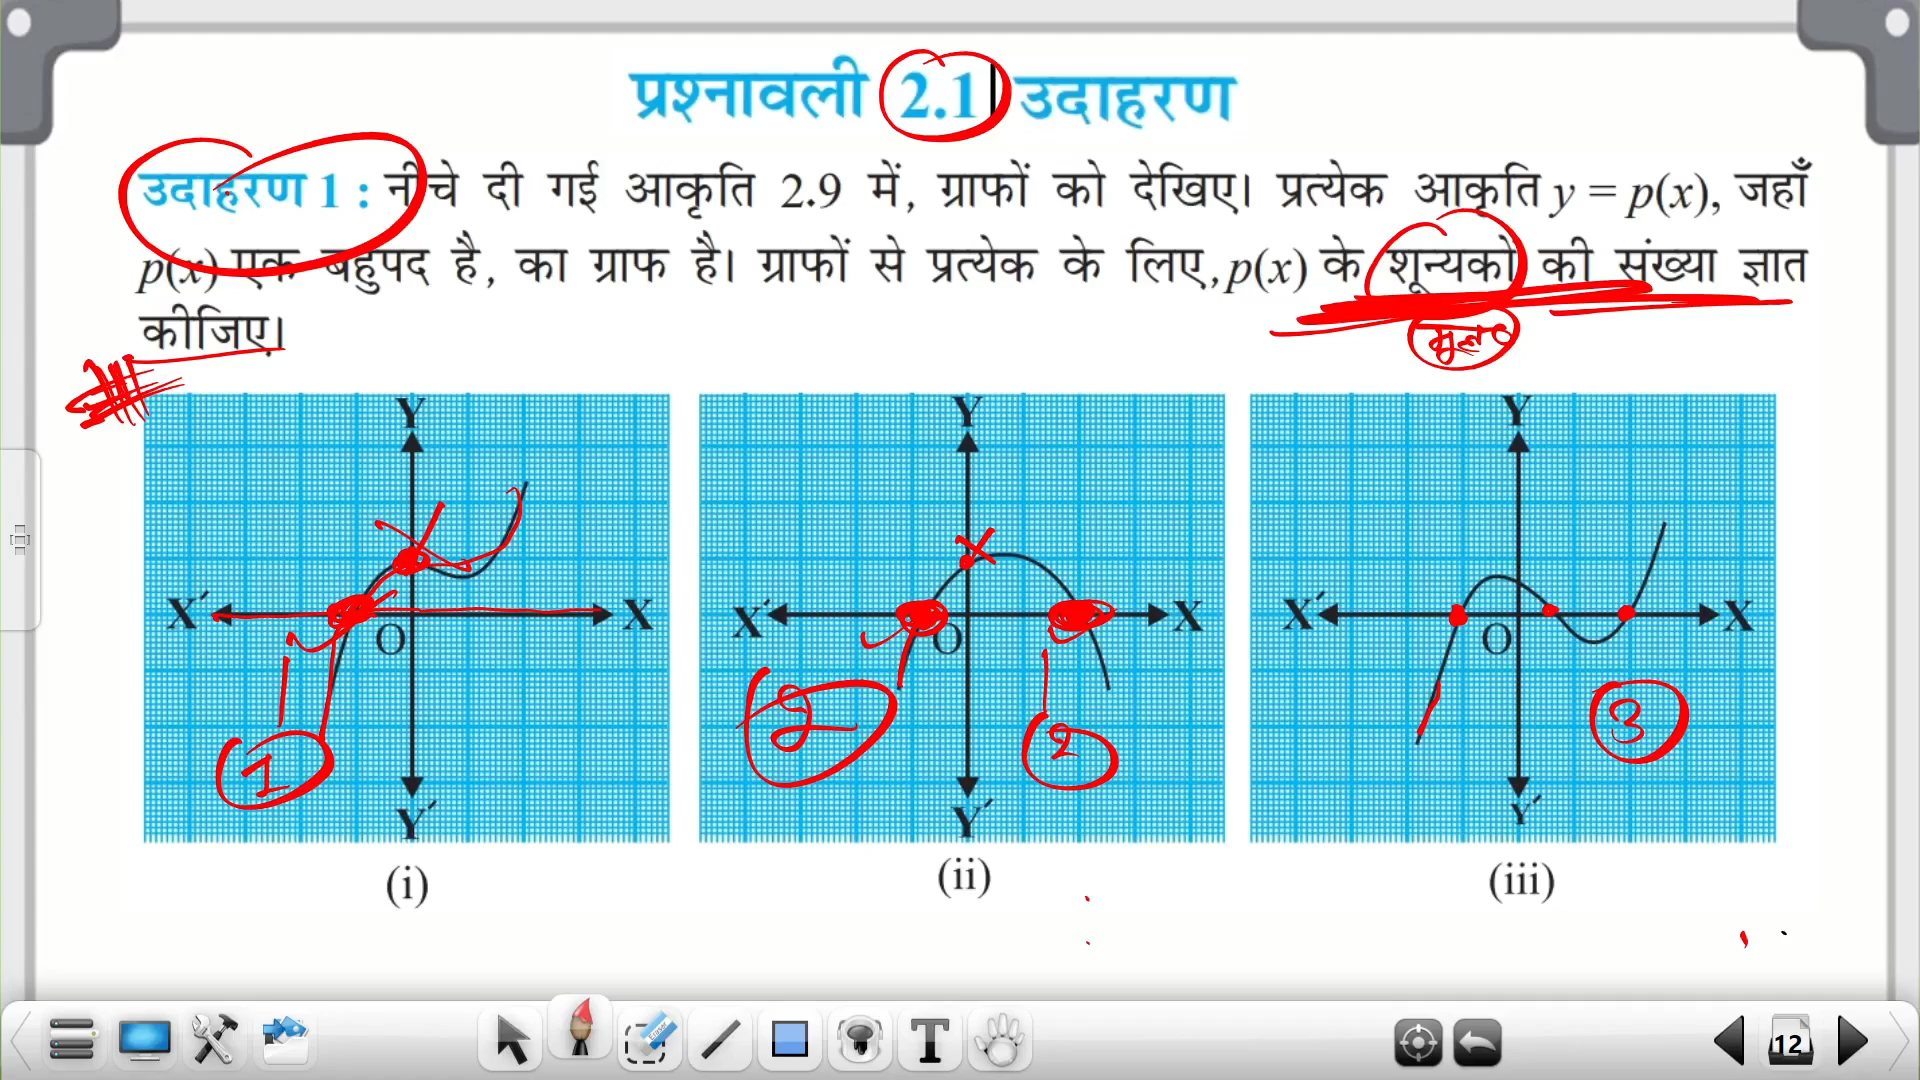 प्रश्नावली 2.1 उदाहरण
उदाहरण 1 : नीचे दी गई आकृति 2.9 में, ग्राफों को देखिए। प्रत्येक आकृति y = p(x), जहाँ
p(x) एक बहुपद है, का ग्राफ है। ग्राफों से प्रत्येक के लिए, p(x) के शून्यकों की संख्या ज्ञात
कीजिए।
Y Y Y
X′ X X′ X X′ X
O O O
1 2 2 3
Y′ Y′ Y′
(i) (ii) (iii)
T
12